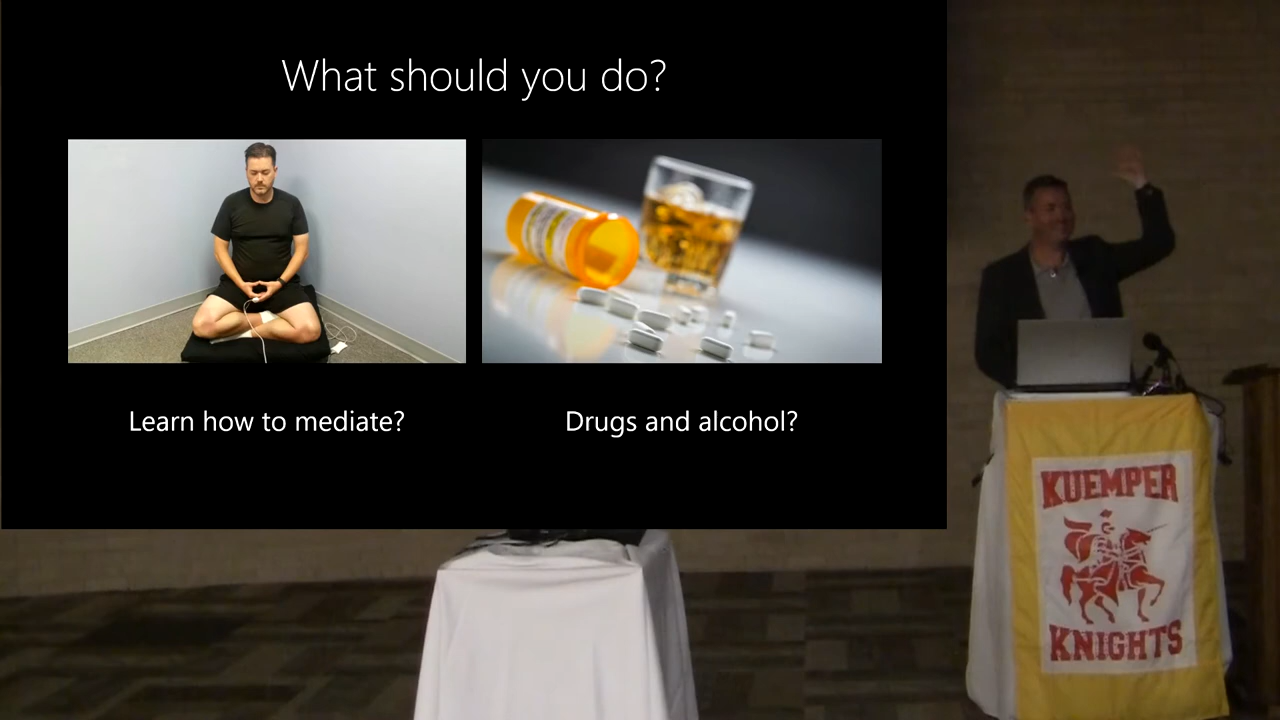 What should you do?
Learn how to mediate?
Drugs and alcohol?
KUEMPER
KNIGHTS